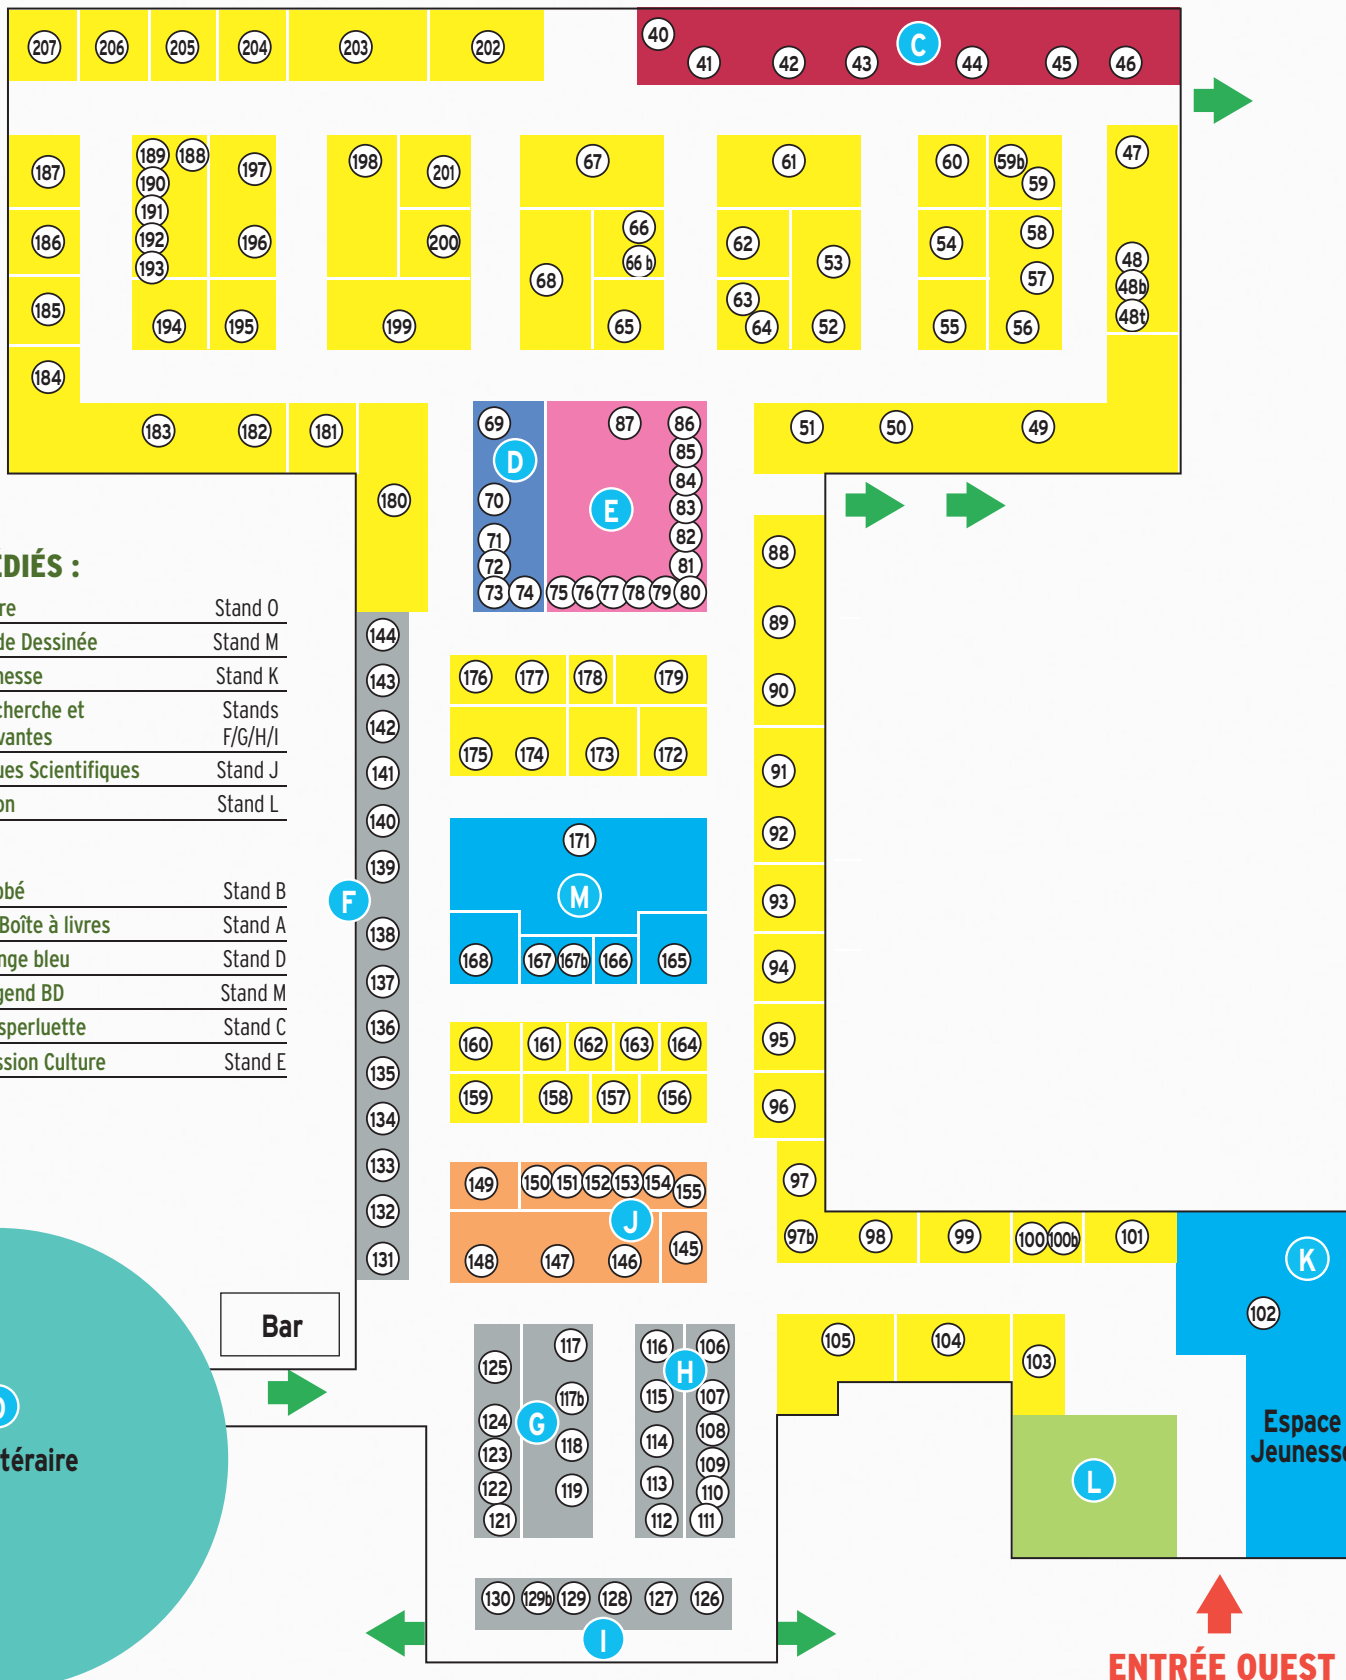 207 206 205 204 203 202
40 41 42 43 C 44 45 46
187 189 188 197 198 201 67 61 60 59b 59 47
190
191
186 192 196 200 66 62 54 58 48
193 68 66 b 53 57 48b
185 63 48t
194 195 199 65 64 52 55 56
184
183 182 181 69 87 86 51 50 49
D 85
180 70 E 84
83
71 82
72 81
73 74 75 76 77 78 79 80
88
89
90
91
92
93
94
95
96
97
97b 98 99 100 100b 101
EDIÉS :
re Stand O
de Dessinée Stand M
nesse Stand K
cherche et Stands
vantes F/G/H/I
ues Scientifiques Stand J
on Stand L
obé Stand B
Boîte à livres Stand A
nge bleu Stand D
gend BD Stand M
sperluette Stand C
ssion Culture Stand E
144
143
142
141
140
139
F
138
137
136
135
134
133
132
131
176 177 178 179
175 174 173 172
171
M
168 167 167b 166 165
160 161 162 163 164
159 158 157 156
149 150 151 152 153 154 155
J
148 147 146 145
K
102
Espace
Jeunesse
105 104 103
L
Bar
téraire
117 116 106
125 H
117b 115 107
124 G
118 114 108
123 109
122 119 113 110
121 112 111
130 129b 129 128 127 126
I
ENTRÉE OUEST